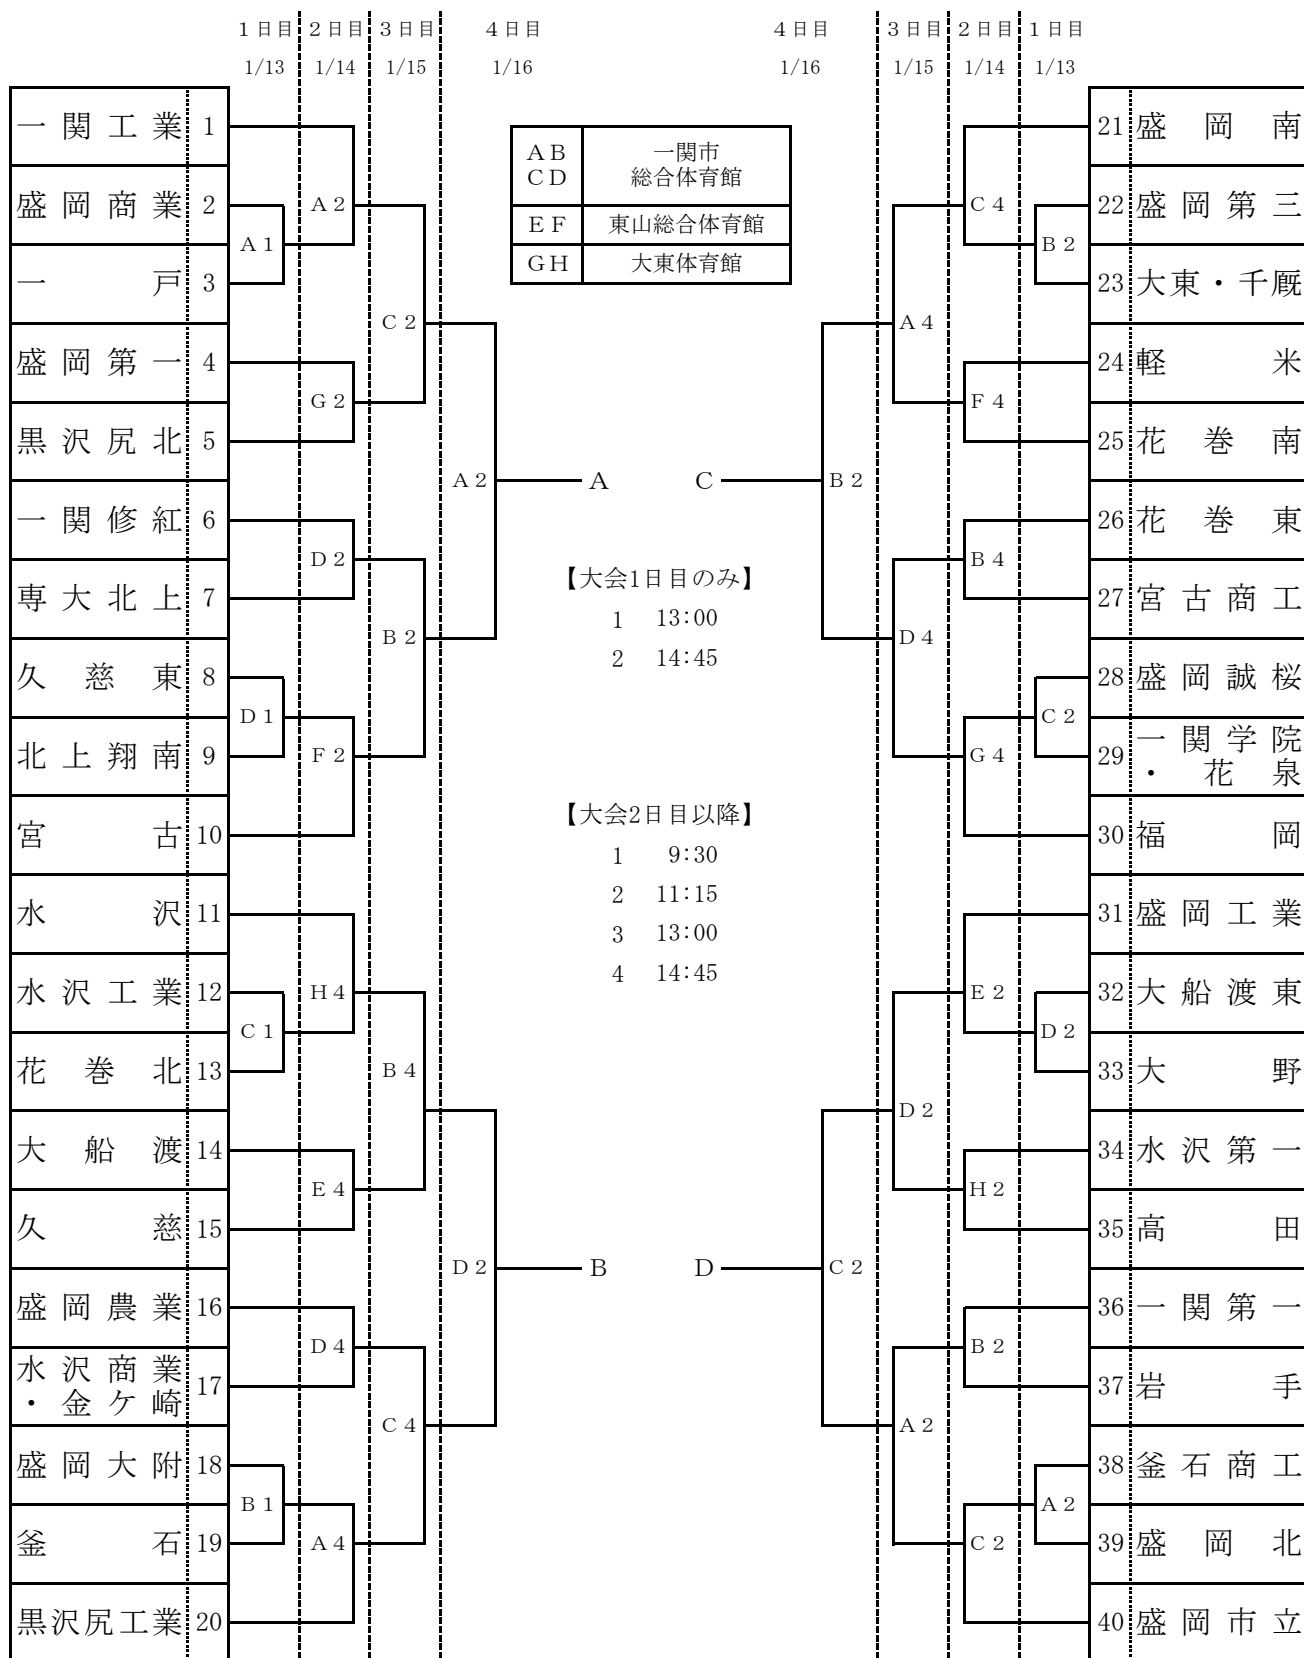 １日目 ２日目 ３日目 ４日目 ４日目 ３日目 ２日目 １日目
1/13 1/14 1/15 1/16 1/16 1/15 1/14 1/13
一関工業 1
盛岡商業 2
一戸 3
盛岡第一 4
黒沢尻北 5
一関修紅 6
専大北上 7
久慈東 8
北上翔南 9
宮古 10
水沢 11
水沢工業 12
花巻北 13
大船渡 14
久慈 15
盛岡農業 16
水沢商業
・金ケ崎 17
盛岡大附 18
釜石 19
黒沢尻工業 20
A1
D1
C1
B1
A2
G2
D2
F2
H4
E4
D4
A4
C2
B2
B4
C4
A2
D2
A
B
AB
CD
一関市
総合体育館
EF 東山総合体育館
GH 大東体育館
【大会1日目のみ】
1 13:00
2 14:45
【大会2日目以降】
1 9:30
2 11:15
3 13:00
4 14:45
C
D
B2
C2
A4
D4
D2
A2
C4
F4
B4
G4
E2
H2
B2
C2
B2
C2
D2
A2
21 盛岡南
22 盛岡第三
23 大東・千厩
24 軽米
25 花巻南
26 花巻東
27 宮古商工
28 盛岡誠桜
29 一関学院
・花泉
30 福岡
31 盛岡工業
32 大船渡東
33 大野
34 水沢第一
35 高田
36 一関第一
37 岩手
38 釜石商工
39 盛岡北
40 盛岡市立